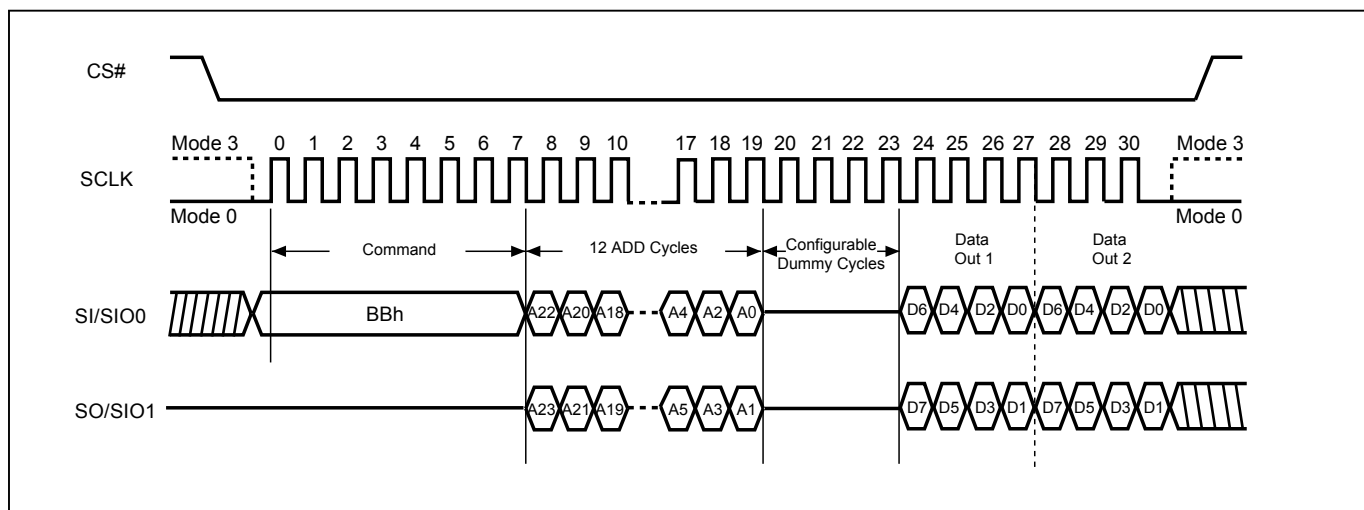 CS#
Mode 3 0 1 2 3 4 5 6 7 8 9 10 17 18 19 20 21 22 23 24 25 26 27 28 29 30 Mode 3
SCLK
Mode 0 Mode 0
Command 12 ADD Cycles Configurable Dummy Cycles Data Out 1 Data Out 2
SI/SIO0 BBh A22 A20 A18 A4 A2 A0 D6 D4 D2 D0 D6 D4 D2 D0
SO/SIO1 A23 A21 A19 A5 A3 A1 D7 D5 D3 D1 D7 D5 D3 D1